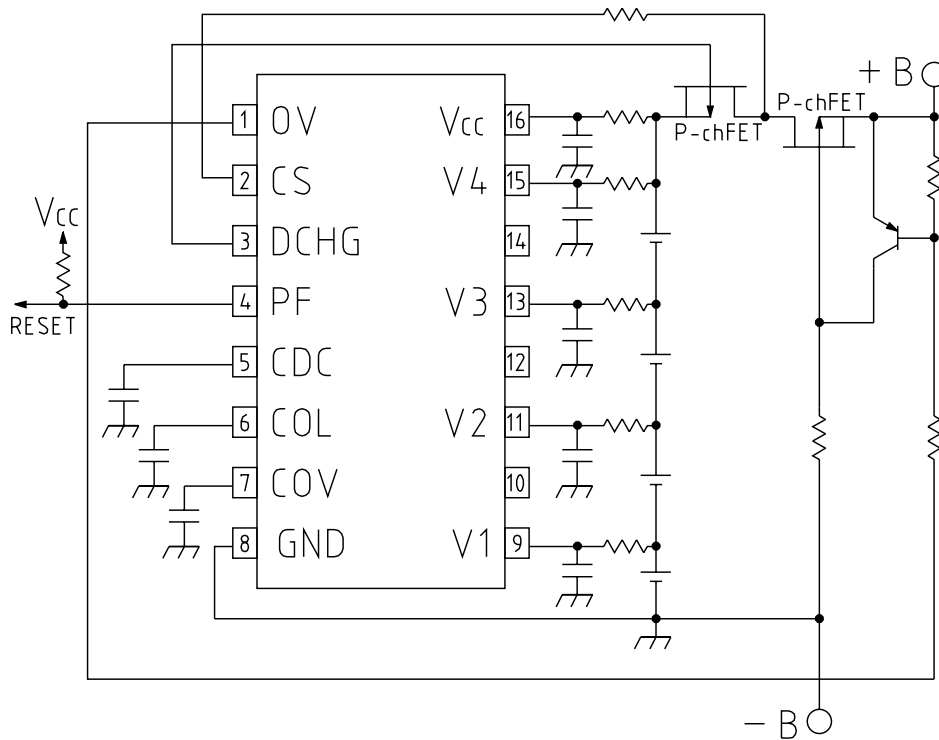 + B
P-chFET
P-chFET
1 OV
Vcc 16
2 CS
V4 15
Vcc
3 DCHG
14
4 PF
V3 13
RESET
5 CDC
12
6 COL
V2 11
7 COV
10
8 GND
V1 9
− B